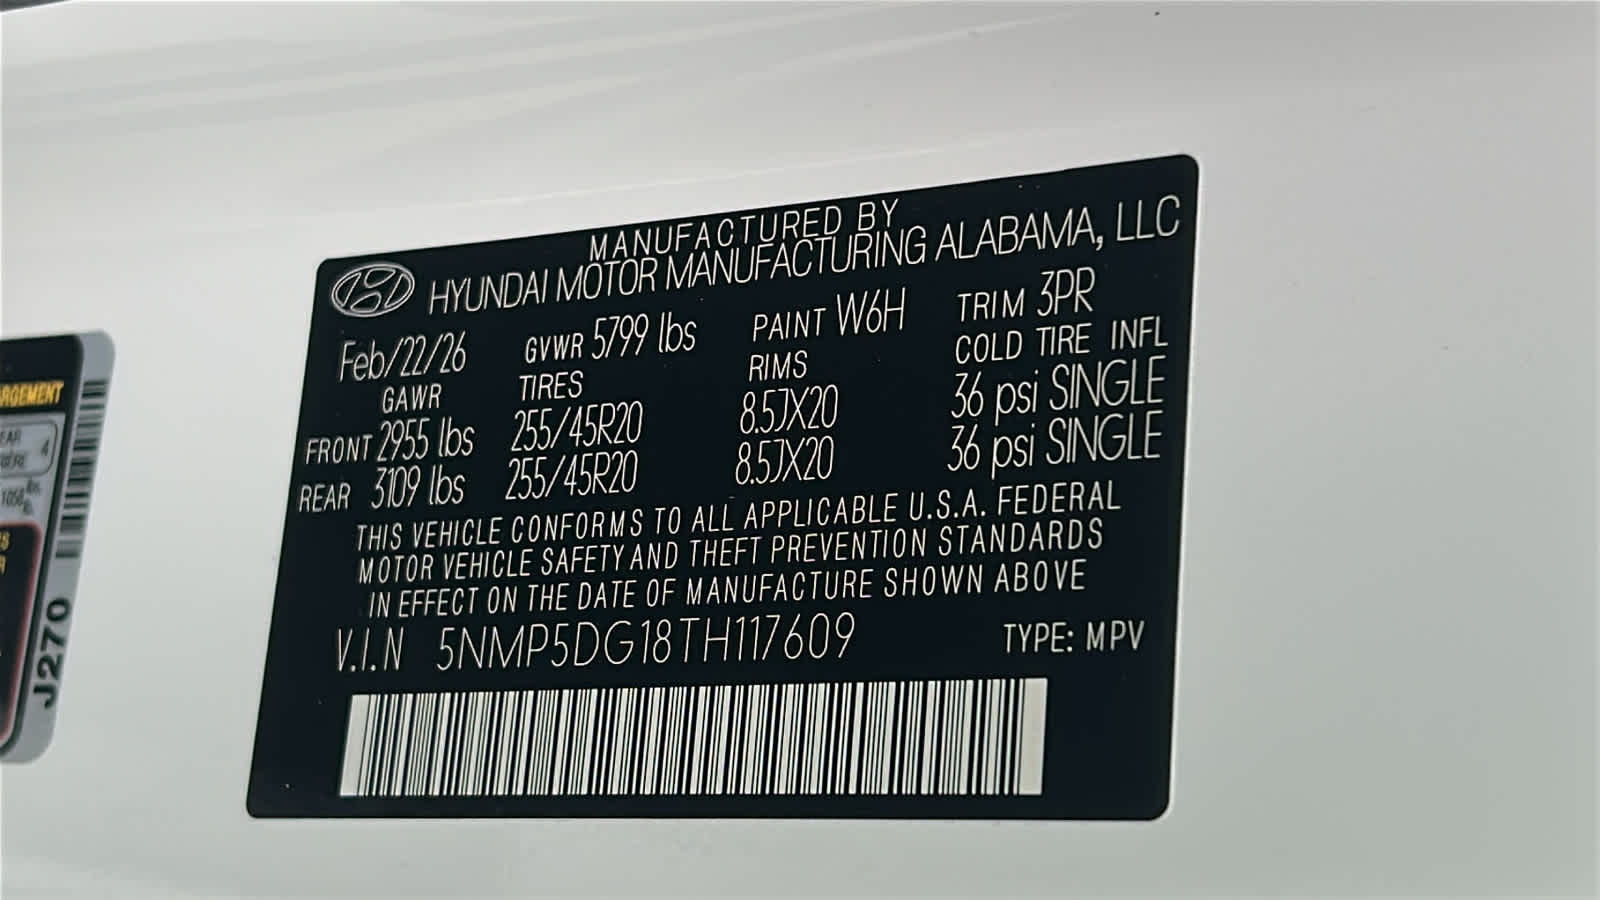 MANUFACTURED BY
HYUNDAI MOTOR MANUFACTURING ALABAMA, LLC
Feb/22/26 GVWR 5799 lbs PAINT W6H TRIM 3PR
GAWR TIRES RIMS COLD TIRE INFL
FRONT 2955 lbs 255/45R20 8.5JX20 36 psi SINGLE
REAR 3109 lbs 255/45R20 8.5JX20 36 psi SINGLE
THIS VEHICLE CONFORMS TO ALL APPLICABLE U.S.A. FEDERAL
MOTOR VEHICLE SAFETY AND THEFT PREVENTION STANDARDS
IN EFFECT ON THE DATE OF MANUFACTURE SHOWN ABOVE
V.I.N 5NMP5DG18TH117609 TYPE: MPV
4
J270